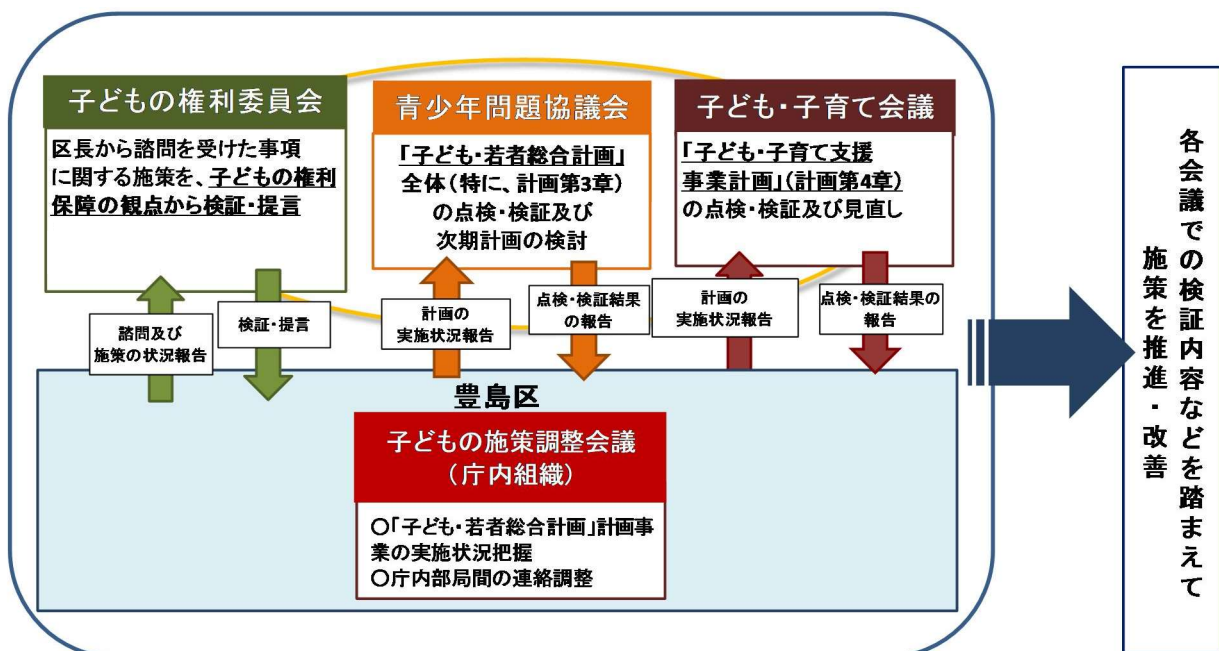 子どもの権利委員会
区長から諮問を受けた事項
に関する施策を、子どもの権利
保障の観点から検証・提言
青少年問題協議会
「子ども・若者総合計画」
全体(特に、計画第3章)
の点検・検証及び
次期計画の検討
子ども・子育て会議
「子ども・子育て支援
事業計画」(計画第4章)
の点検・検証及び見直し
諮問及び
施策の状況報告
検証・提言
計画の
実施状況報告
点検・検証結果
の報告
計画の
実施状況報告
点検・検証結果の
報告
豊島区
子どもの施策調整会議
(庁内組織)
○「子ども・若者総合計画」計画事
業の実施状況把握
○庁内部局間の連絡調整
各会議での検証内容などを踏まえて
施策を推進・改善